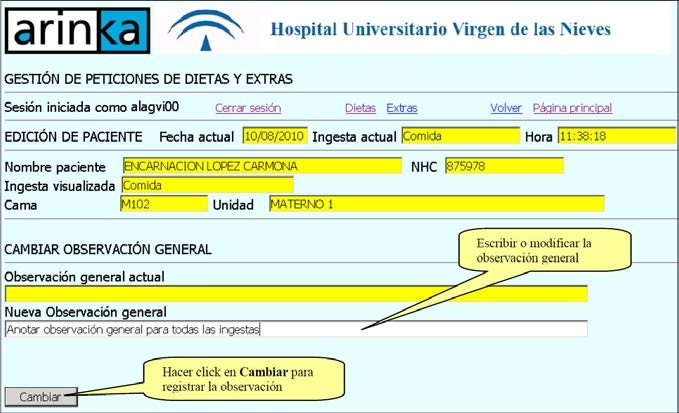 arinka Hospital Universitario Virgen de las Nieves
GESTIÓN DE PETICIONES DE DIETAS Y EXTRAS
Sesión iniciada como alagvi00 Cerrar sesión Dietas Extras Volver Página principal
EDICIÓN DE PACIENTE Fecha actual 10/08/2010 Ingesta actual Comida Hora 11:38:18
Nombre paciente ENCARNACION LOPEZ CARMONA NHC 875978
Ingesta visualizada Comida
Cama M102 Unidad MATERNO 1
Escribir o modificar la
observación general
CAMBIAR OBSERVACIÓN GENERAL
Observación general actual
Nueva Observación general
Anotar observación general para todas las ingestas
Hacer click en Cambiar para
registrar la observación
Cambiar